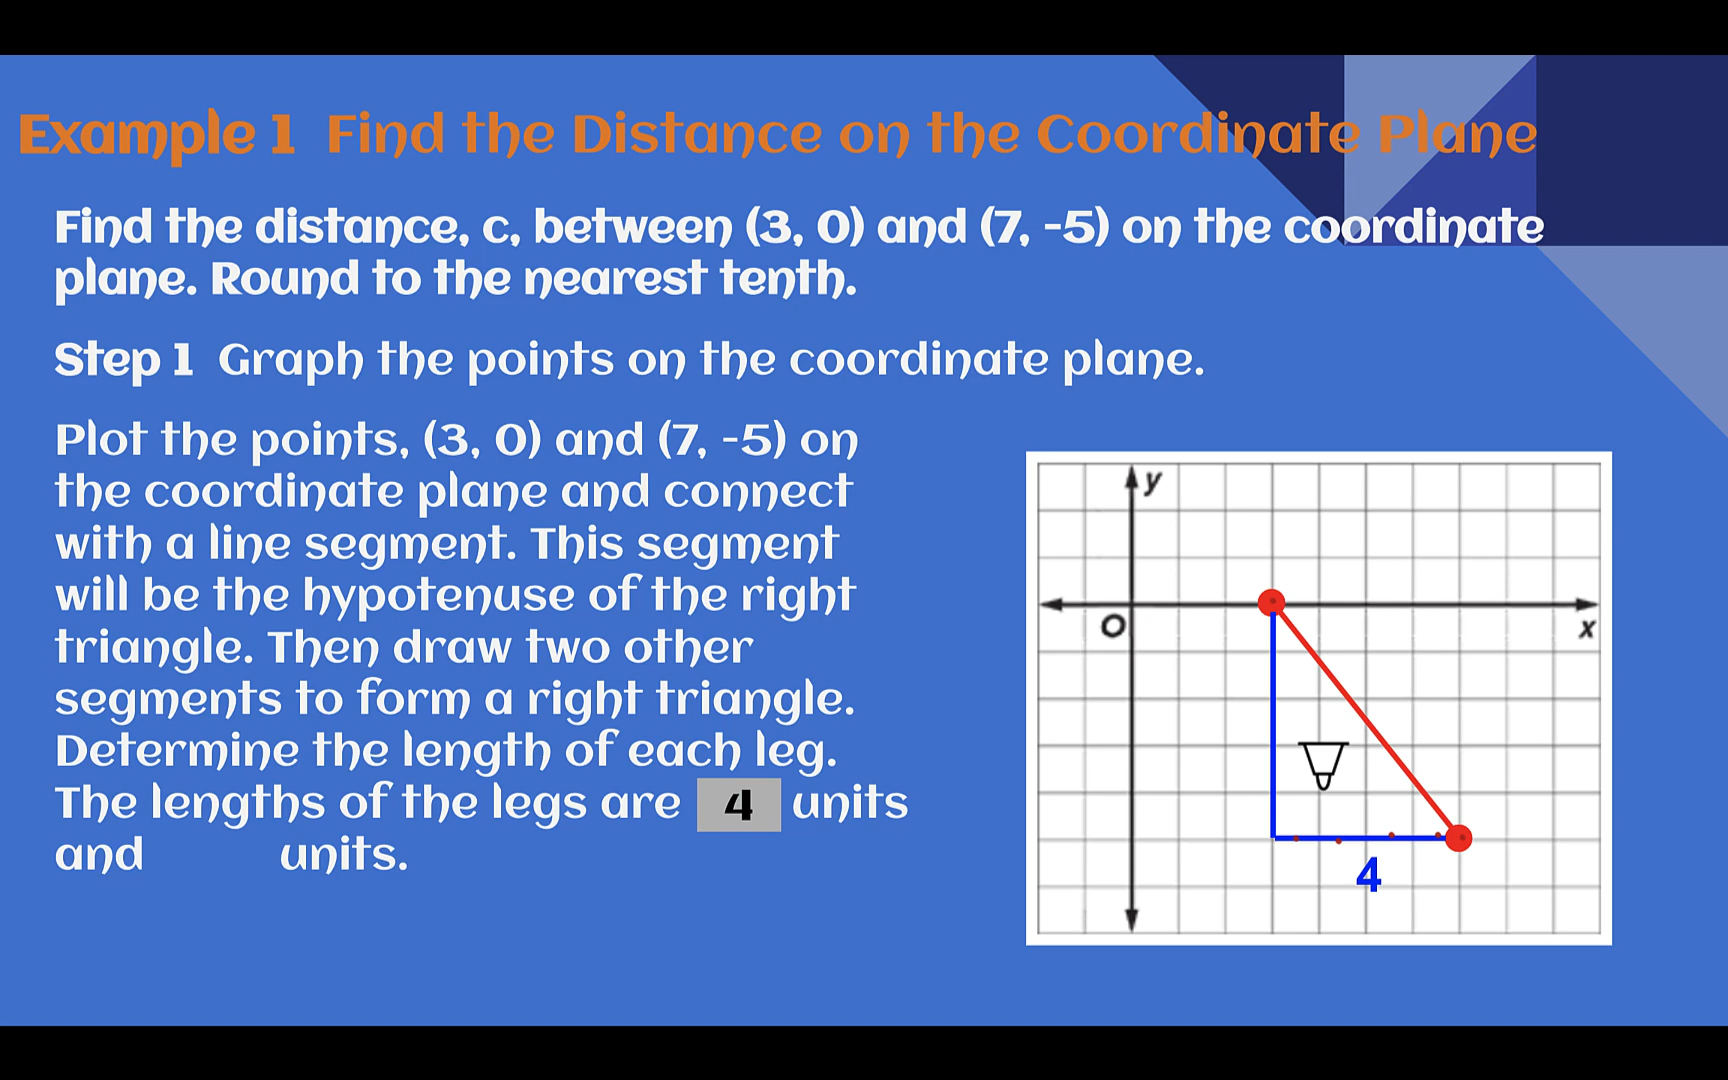 Example 1 Find the Distance on the Coordinate Plane
Find the distance, c, between (3, 0) and (7, -5) on the coordinate
plane. Round to the nearest tenth.
Step 1 Graph the points on the coordinate plane.
Plot the points, (3, 0) and (7, -5) on
the coordinate plane and connect
with a line segment. This segment
will be the hypotenuse of the right
triangle. Then draw two other
segments to form a right triangle.
Determine the length of each leg.
The lengths of the legs are 4 units
and units.
y
O
x
4